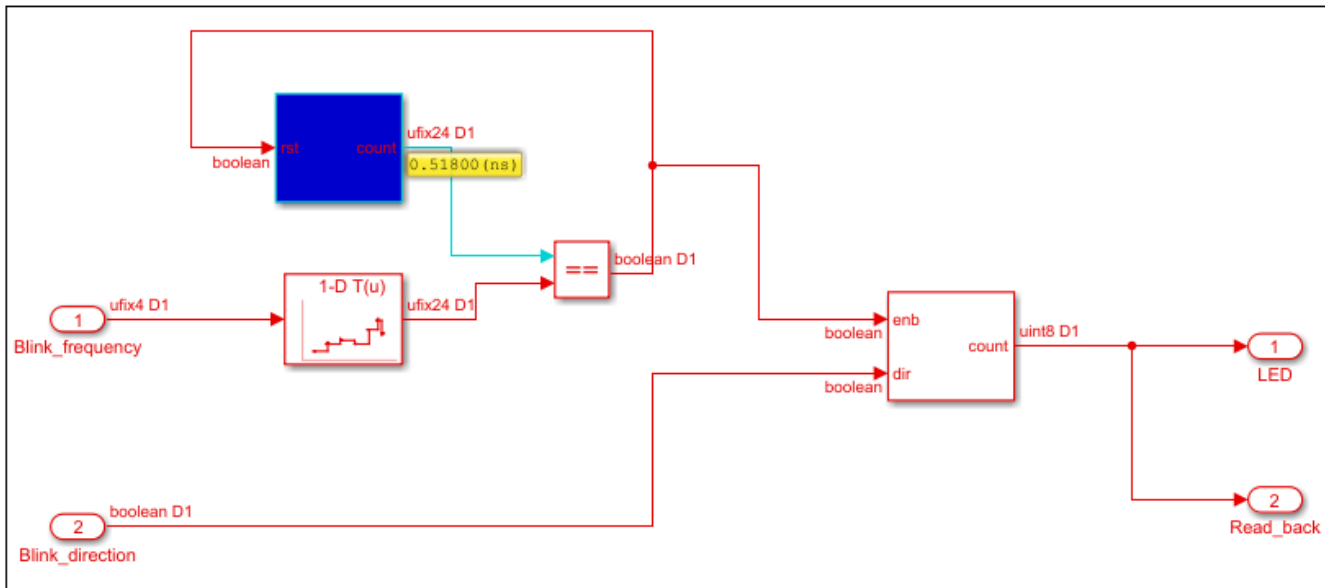 rst
count
boolean
ufix24 D1
0.51800(ns)
==
boolean D1
1-D T(u)
ufix24 D1
1
ufix4 D1
Blink_frequency
enb
boolean
count
dir
boolean
uint8 D1
1
LED
2
boolean D1
Blink_direction
2
Read_back